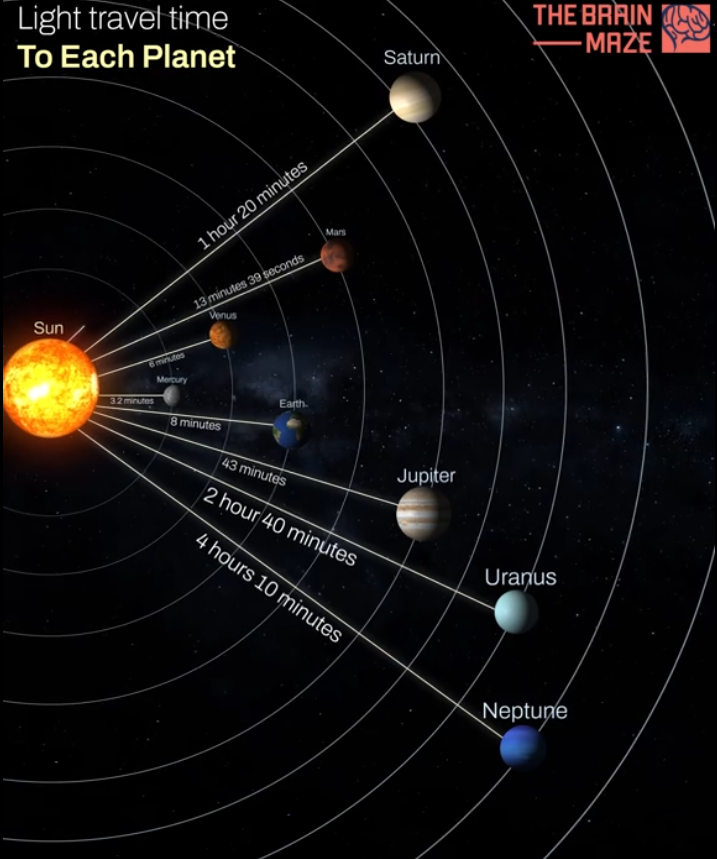 Light travel time
To Each Planet
THE BRAIN
MAZE
Saturn
1 hour 20 minutes
Mars
13 minutes 39 seconds
Venus
6 minutes
Sun
Mercury
3.2 minutes
Earth
8 minutes
43 minutes
Jupiter
2 hour 40 minutes
Uranus
4 hours 10 minutes
Neptune